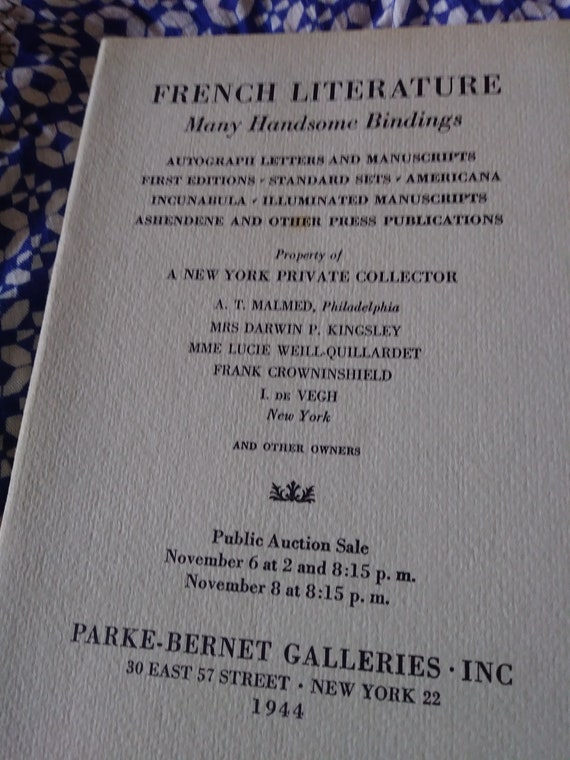 FRENCH LITERATURE
Many Handsome Bindings
AUTOGRAPH LETTERS AND MANUSCRIPTS
FIRST EDITIONS · STANDARD SETS · AMERICANA
INCUNABULA · ILLUMINATED MANUSCRIPTS
ASHENDENE AND OTHER PRESS PUBLICATIONS
Property of
A NEW YORK PRIVATE COLLECTOR
A. T. MALMED, Philadelphia
MRS DARWIN P. KINGSLEY
MME LUCIE WEILL-QUILLARDET
FRANK CROWNINSHIELD
I. DE VEGH
New York
AND OTHER OWNERS
Public Auction Sale
November 6 at 2 and 8:15 p. m.
November 8 at 8:15 p. m.
PARKE-BERNET GALLERIES · INC
30 EAST 57 STREET · NEW YORK 22
1944